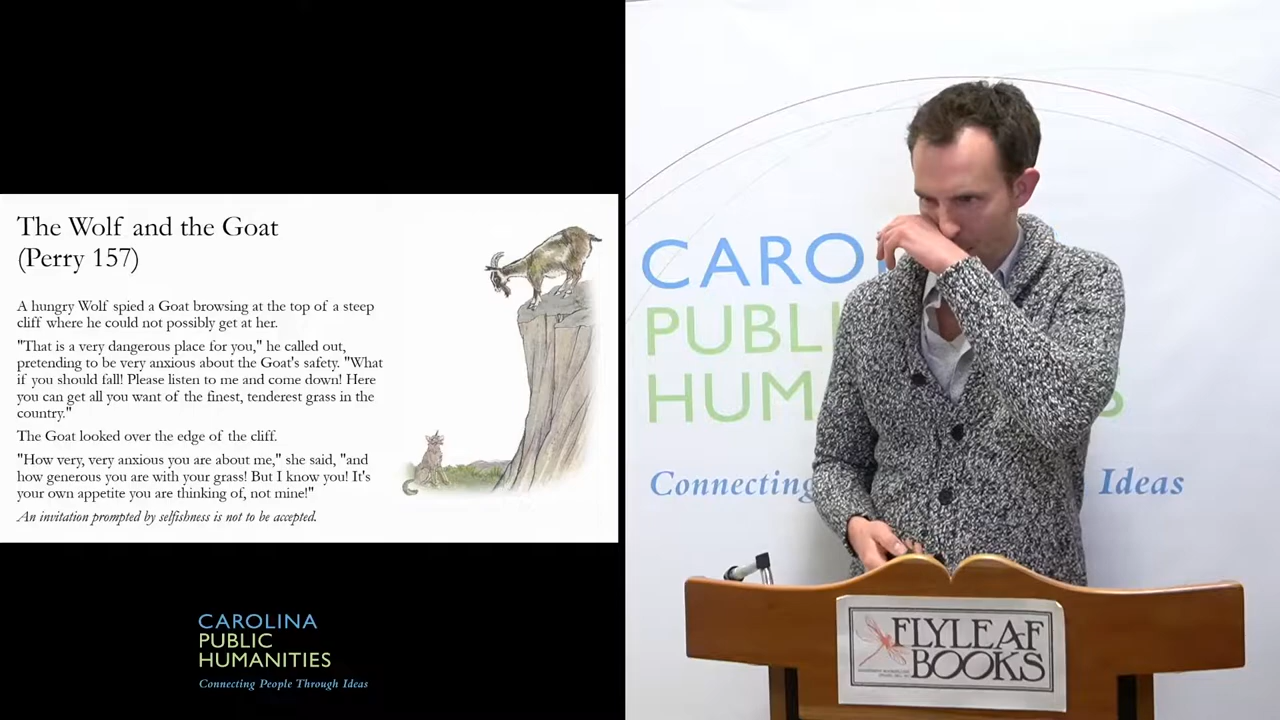 The Wolf and the Goat
(Perry 157)
A hungry Wolf spied a Goat browsing at the top of a steep
cliff where he could not possibly get at her.
"That is a very dangerous place for you," he called out,
pretending to be very anxious about the Goat's safety. "What
if you should fall! Please listen to me and come down! Here
you can get all you want of the finest, tenderest grass in the
country."
The Goat looked over the edge of the cliff.
"How very, very anxious you are about me," she said, "and
how generous you are with your grass! But I know you! It's
your own appetite you are thinking of, not mine!"
An invitation prompted by selfishness is not to be accepted.
CAROLINA
PUBLIC
HUMANITIES
Connecting People Through Ideas
CARO
PUBL
HUM S
Connecting Ideas
FLYLEAF
BOOKS